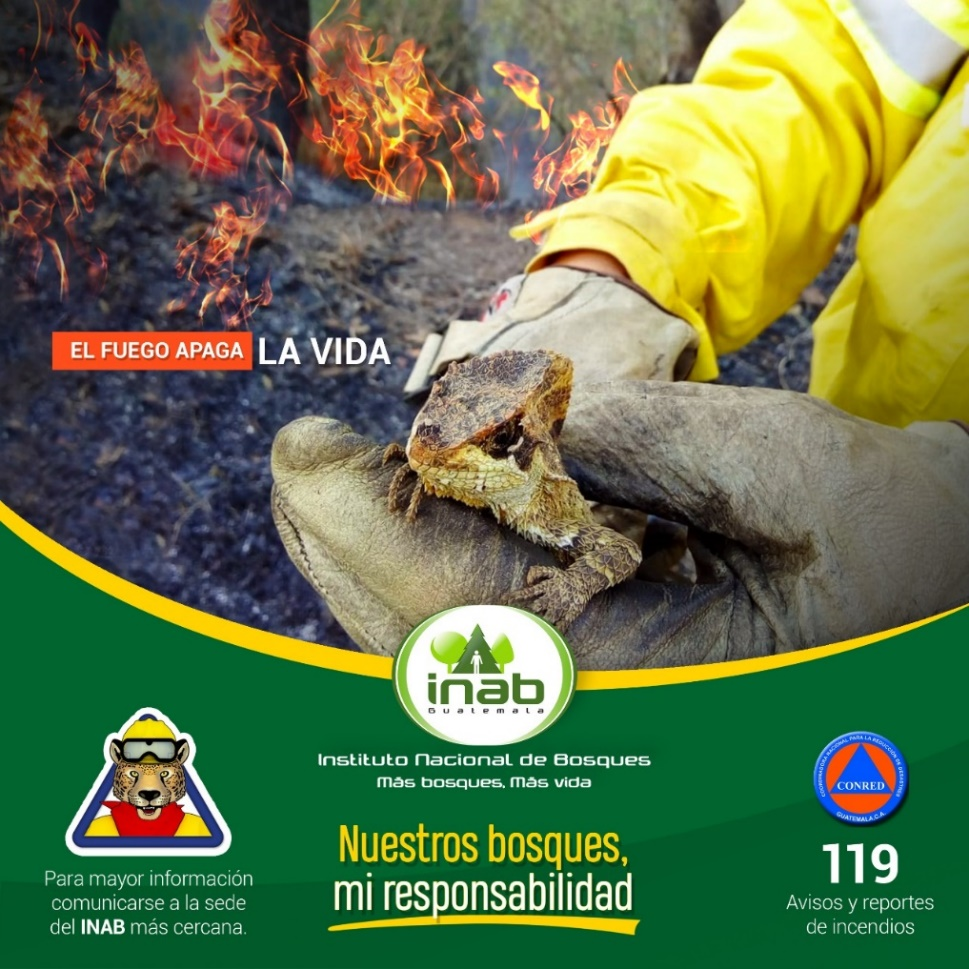 EL FUEGO APAGA LA VIDA
inab
Guatemala
Instituto Nacional de Bosques
Más bosques, Más vida
Para mayor información
comunicarse a la sede
del INAB más cercana.
Nuestros bosques,
mi responsabilidad
COORDINADORA NACIONAL PARA LA REDUCCION DE DESASTRES
CONRED
GUATEMALA, C.A.
119
Avisos y reportes
de incendios